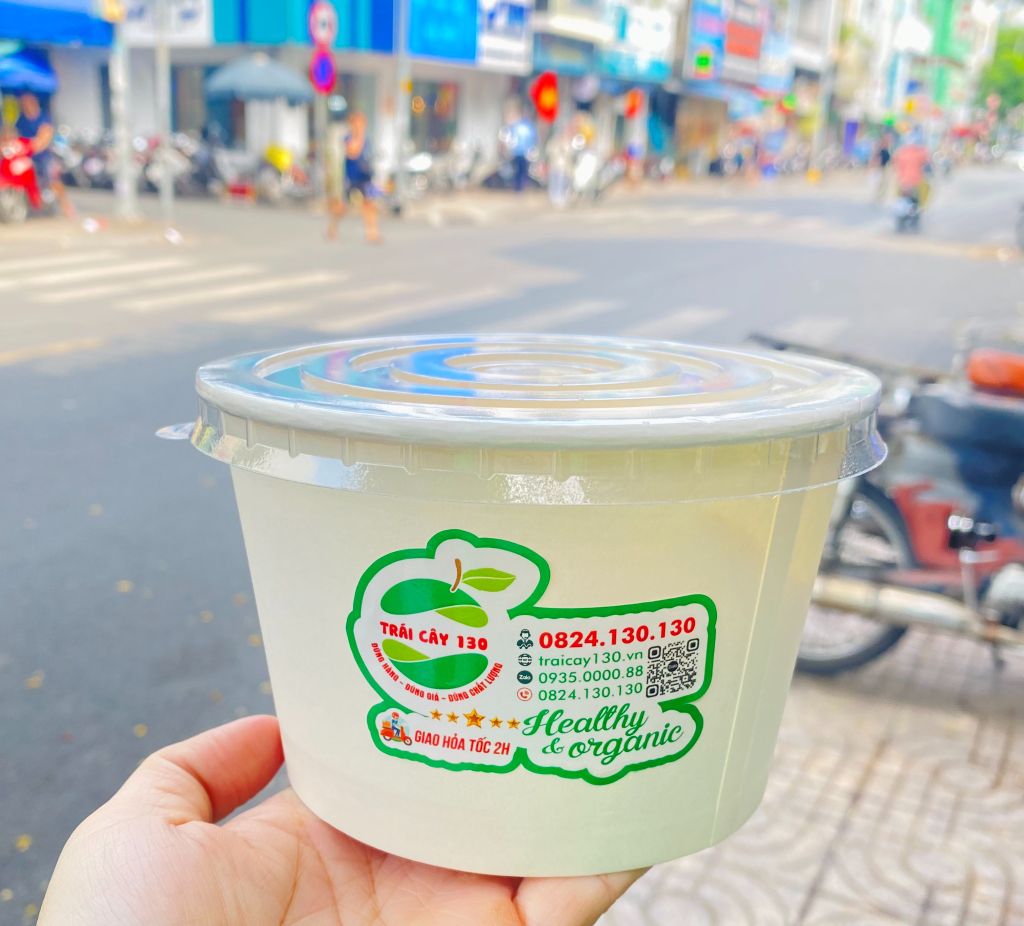 TRÁI CÂY 130
ĐÚNG HÀNG - ĐÚNG GIÁ - ĐÚNG CHẤT LƯỢNG
0824.130.130
traicay130.vn
Zalo 0935.0000.88
0824.130.130
GIAO HỎA TỐC 2H
Healthy
& organic